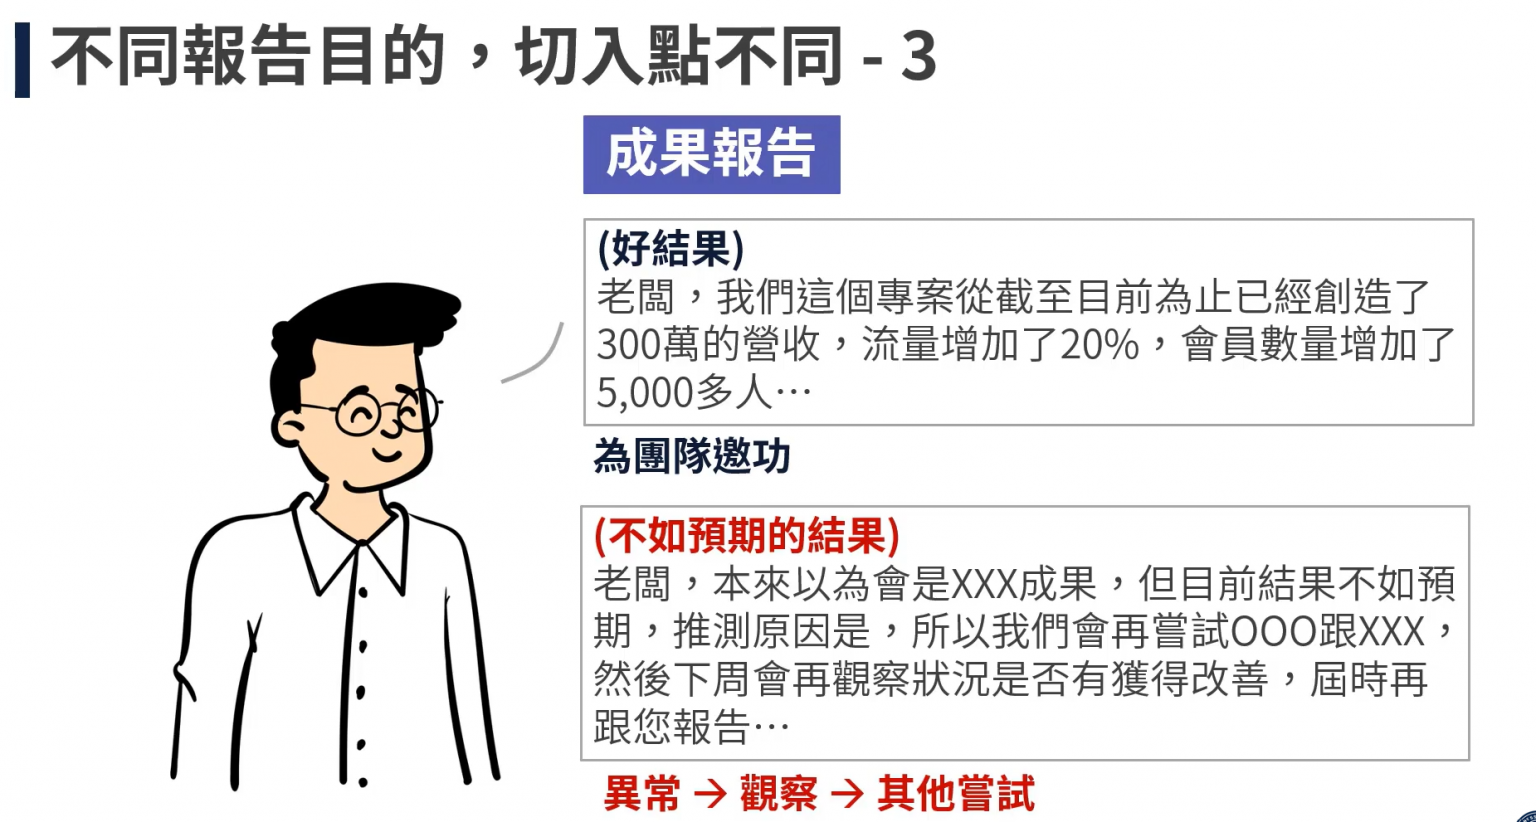 不同報告目的，切入點不同 - 3
成果報告
(好結果)
老闆，我們這個專案從截至目前為止已經創造了
300萬的營收，流量增加了20%，會員數量增加了
5,000多人…
為團隊邀功
(不如預期的結果)
老闆，本來以為會是XXX成果，但目前結果不如預
期，推測原因是，所以我們會再嘗試OOO跟XXX，
然後下周會再觀察狀況是否有獲得改善，屆時再
跟您報告…
異常 → 觀察 → 其他嘗試